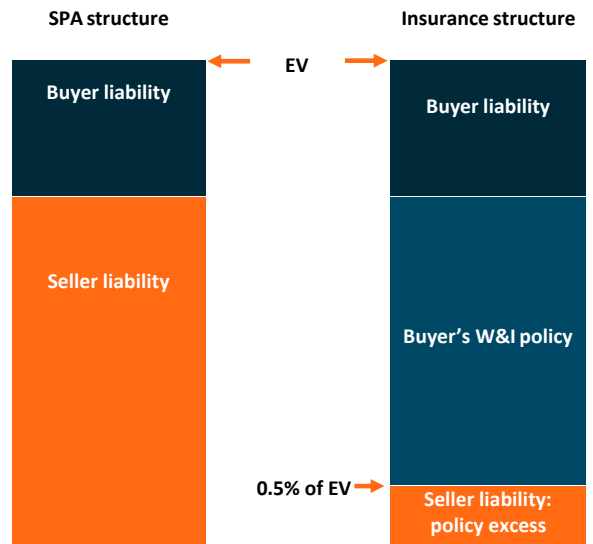 SPA structure
Insurance structure
EV
Buyer liability
Buyer liability
Seller liability
Buyer’s W&I policy
0.5% of EV
Seller liability:
policy excess